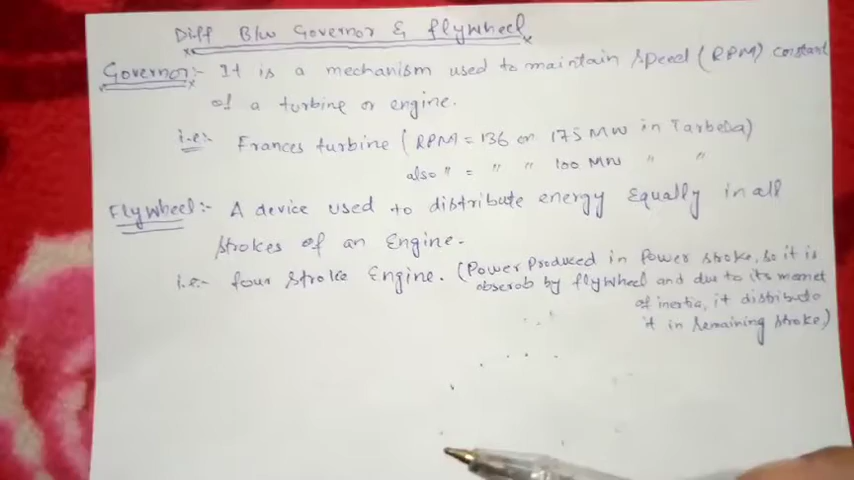 Diff B/w Governor & flywheel
Governor:- It is a mechanism used to maintain speed (RPM) constant
of a turbine or engine.
i.e:- Frances turbine (RPM = 136 on 175 MW in Tarbela)
also " = " " 100 MW " "
Flywheel:- A device used to distribute energy Equally in all
strokes of an Engine.
i.e:- four stroke Engine. (Power Produced in power stroke, so it is
obscrob by flywheel and due to its momet
of inertia, it distribute
it in remaining stroke)